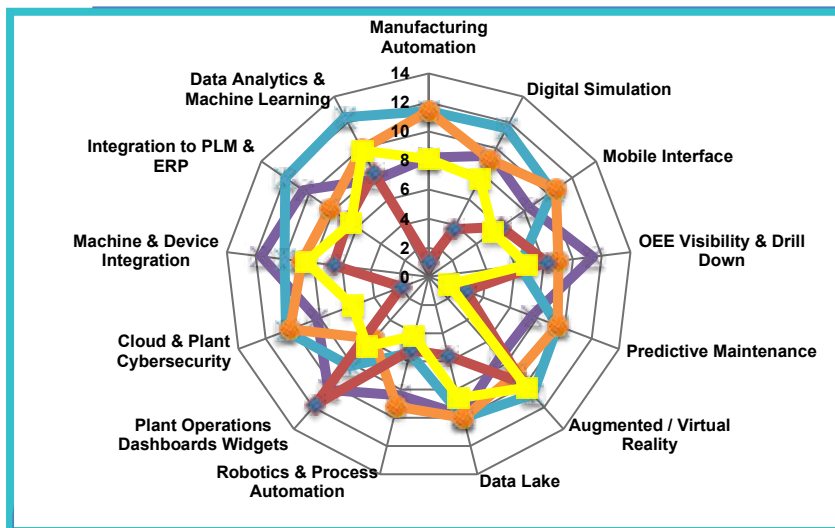 Manufacturing
Automation
Digital Simulation
Mobile Interface
OEE Visibility & Drill
Down
Predictive Maintenance
Augmented / Virtual
Reality
Data Lake
Robotics & Process
Automation
Plant Operations
Dashboards Widgets
Cloud & Plant
Cybersecurity
Machine & Device
Integration
Integration to PLM &
ERP
Data Analytics &
Machine Learning
14
12
10
8
6
4
2
0